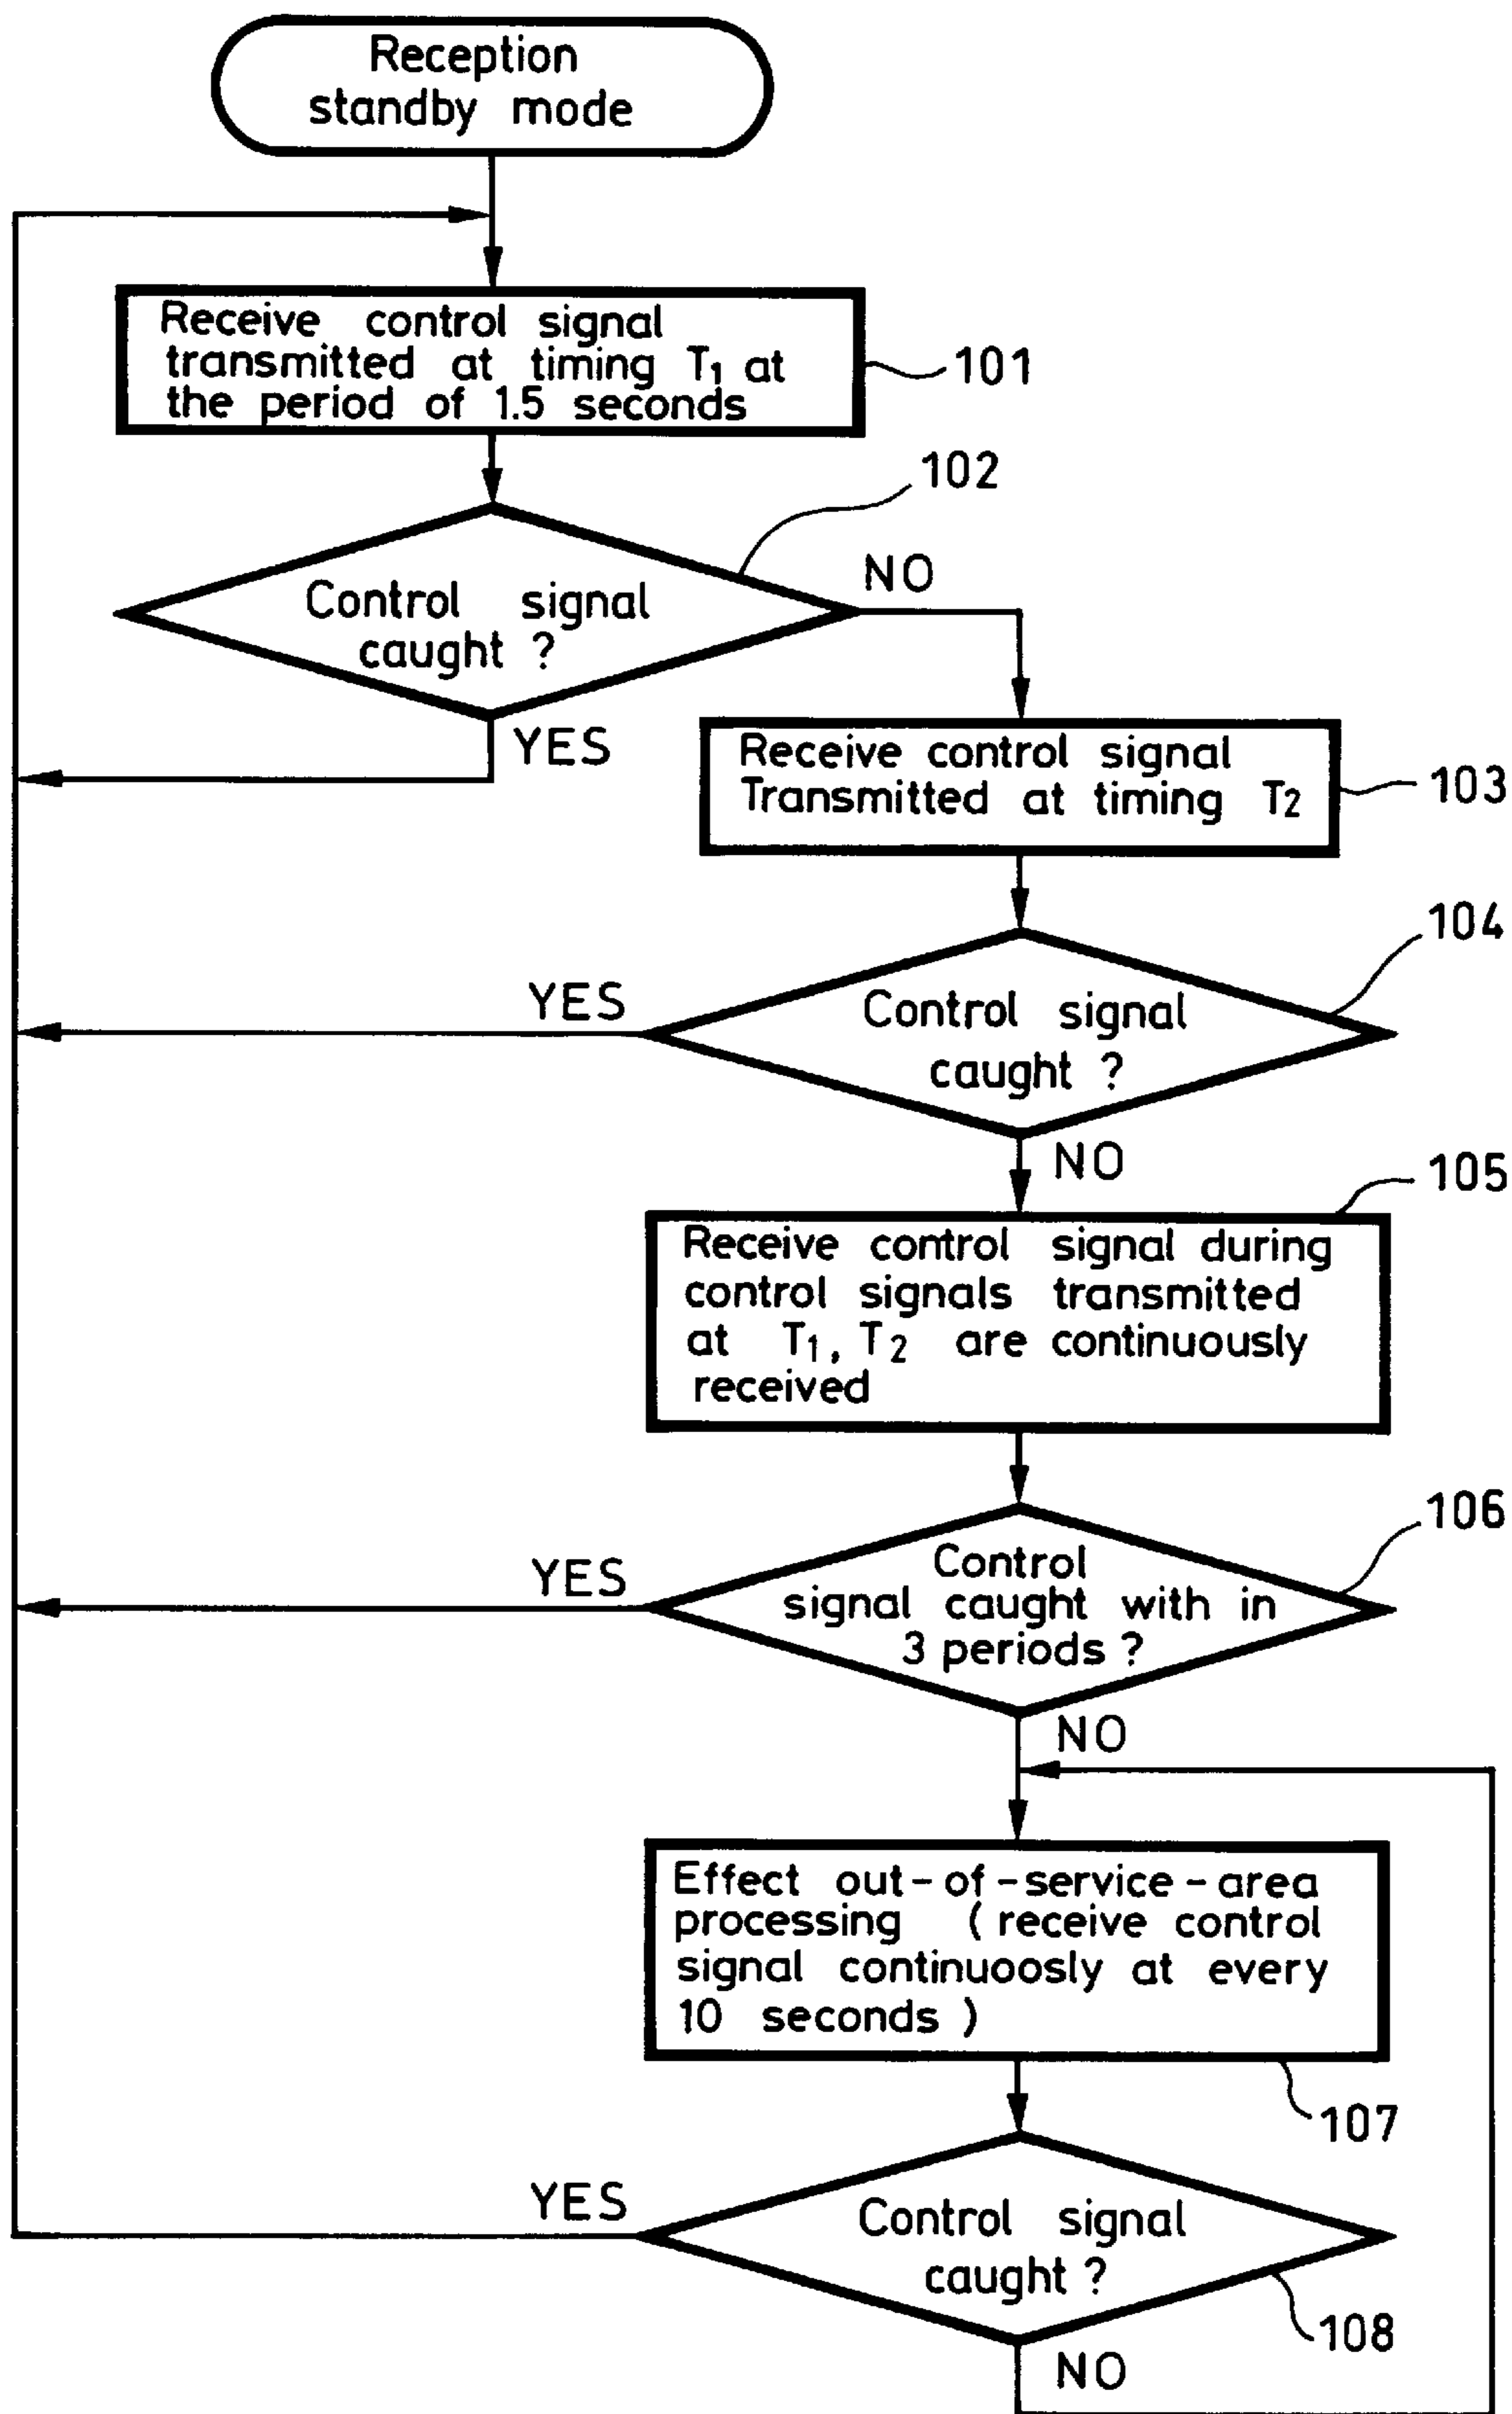 Reception
standby mode
Receive control signal
transmitted at timing T1 at
the period of 1.5 seconds
101
102
Control signal
caught ?
NO
YES
Receive control signal
Transmitted at timing T2
103
104
Control signal
caught ?
YES
NO
105
Receive control signal during
control signals transmitted
at T1, T2 are continuously
received
106
Control
signal caught with in
3 periods ?
YES
NO
Effect out-of-service-area
processing (receive control
signal continuoosly at every
10 seconds)
107
Control signal
caught ?
YES
108
NO